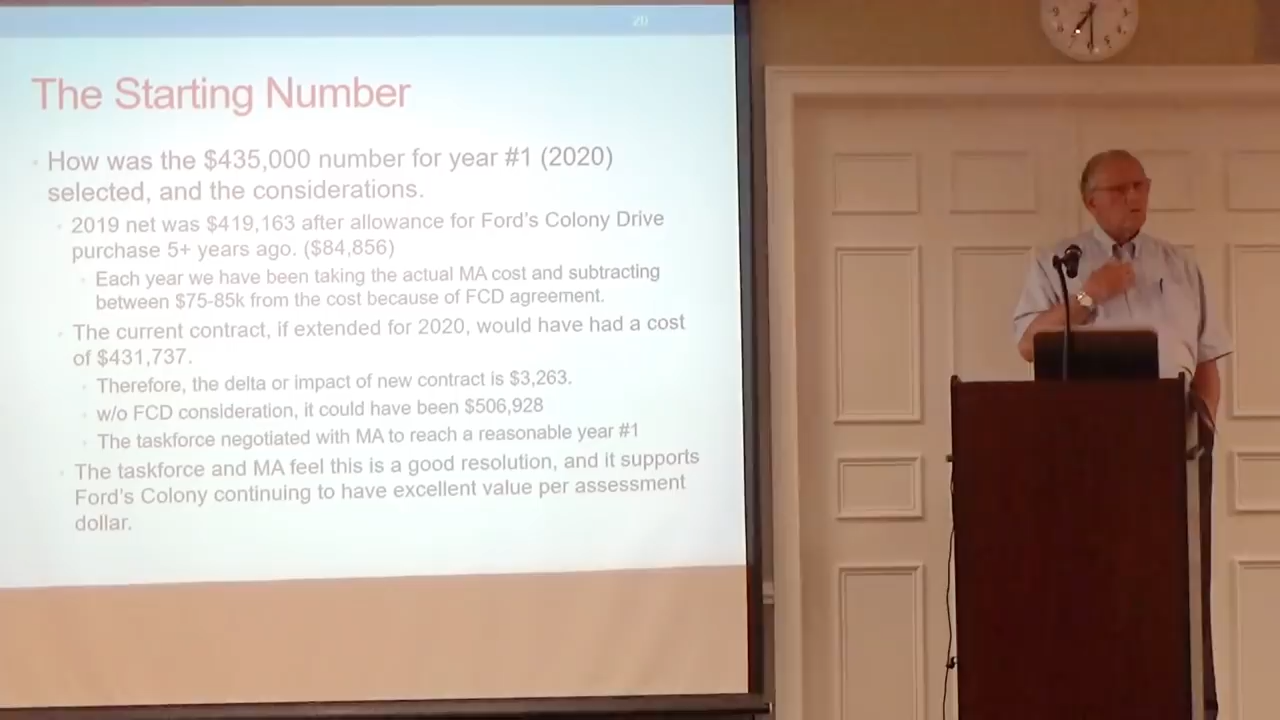 20
The Starting Number
How was the $435,000 number for year #1 (2020)
selected, and the considerations.
2019 net was $419,163 after allowance for Ford's Colony Drive
purchase 5+ years ago. ($84,856)
Each year we have been taking the actual MA cost and subtracting
between $75-85k from the cost because of FCD agreement.
The current contract, if extended for 2020, would have had a cost
of $431,737.
Therefore, the delta or impact of new contract is $3,263.
w/o FCD consideration, it could have been $506,928
The taskforce negotiated with MA to reach a reasonable year #1
The taskforce and MA feel this is a good resolution, and it supports
Ford's Colony continuing to have excellent value per assessment
dollar.